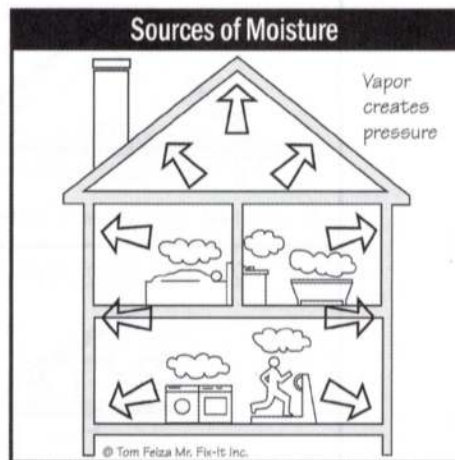 Sources of Moisture
Vapor
creates
pressure
© Tom Feiza Mr. Fix-It Inc.